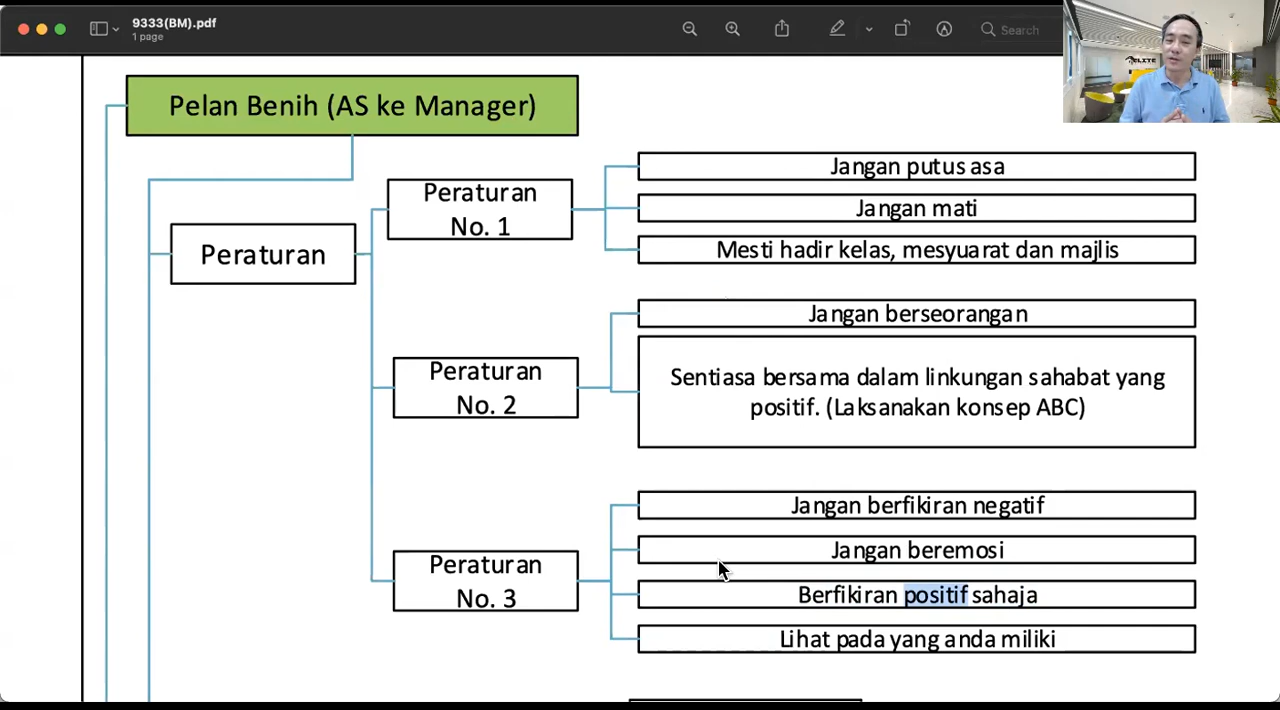 9333(BM).pdf
1 page
Search
ELITE
Pelan Benih (AS ke Manager)
Peraturan
Peraturan
No. 1
Jangan putus asa
Jangan mati
Mesti hadir kelas, mesyuarat dan majlis
Peraturan
No. 2
Jangan berseorangan
Sentiasa bersama dalam linkungan sahabat yang
positif. (Laksanakan konsep ABC)
Peraturan
No. 3
Jangan berfikiran negatif
Jangan beremosi
Berfikiran positif sahaja
Lihat pada yang anda miliki